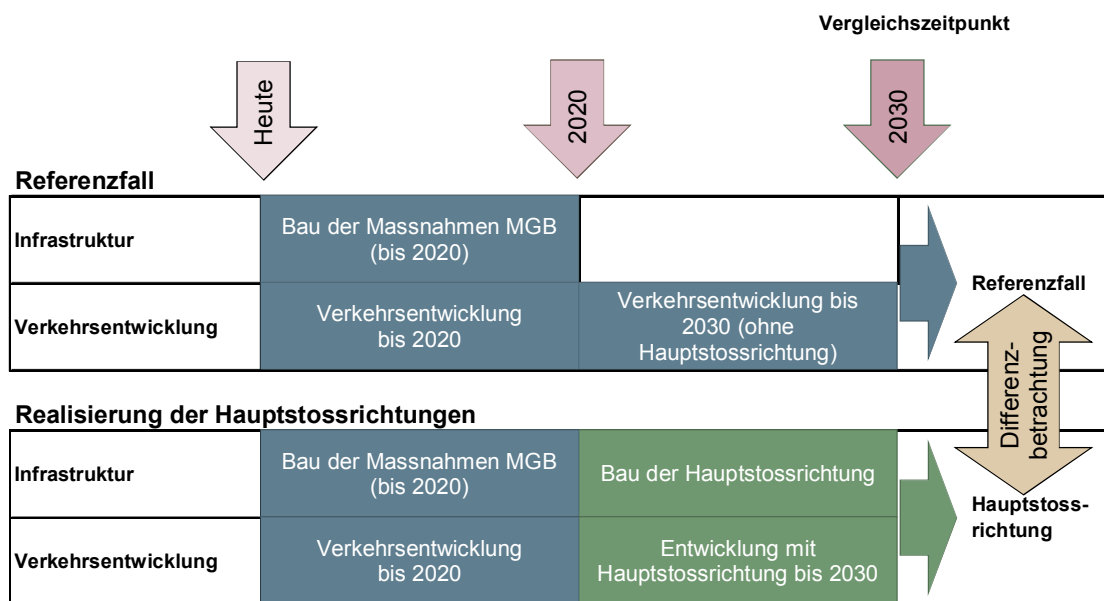 Vergleichszeitpunkt
Heute
2020
2030
Referenzfall
Infrastruktur
Bau der Massnahmen MGB
(bis 2020)
Verkehrsentwicklung
Verkehrsentwicklung
bis 2020
Verkehrsentwicklung bis
2030 (ohne
Hauptstossrichtung)
Referenzfall
Differenz-
betrachtung
Realisierung der Hauptstossrichtungen
Infrastruktur
Bau der Massnahmen MGB
(bis 2020)
Bau der Hauptstossrichtung
Hauptstoss-
richtung
Verkehrsentwicklung
Verkehrsentwicklung
bis 2020
Entwicklung mit
Hauptstossrichtung bis 2030